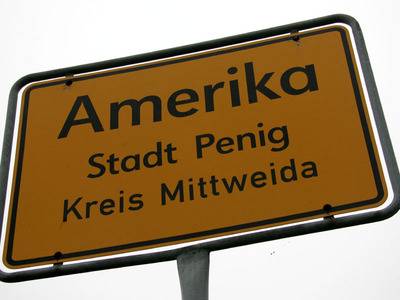 Amerika
Stadt Penig
Kreis Mittweida